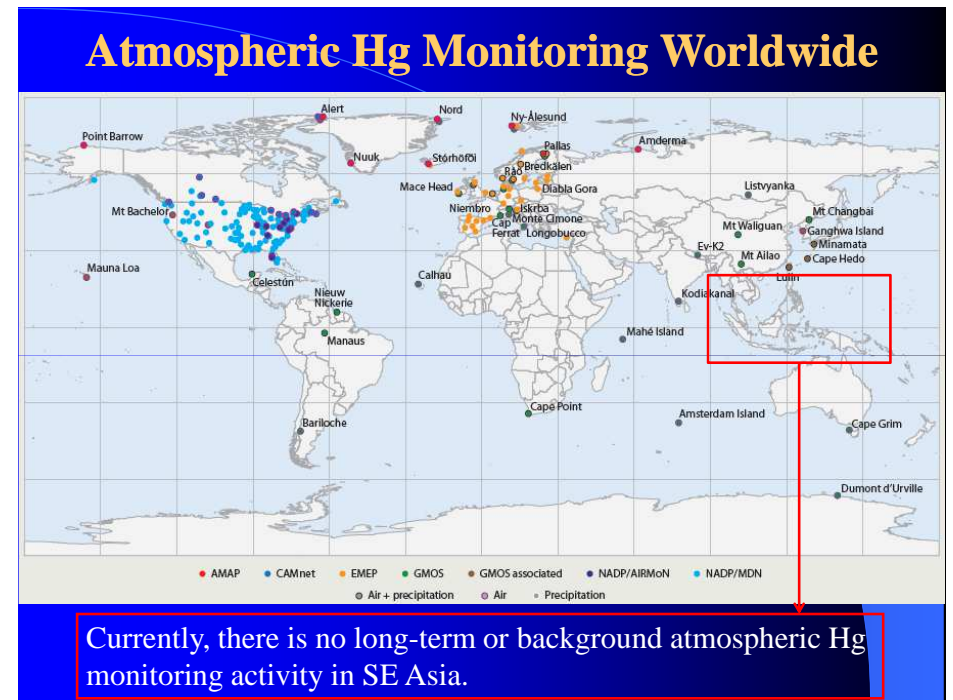 Atmospheric Hg Monitoring Worldwide
Alert
Nord
Ny-Ålesund
Point Barrow
Pallas
Amderma
Nuuk
Stórhöfði
Bredkälen
Råö
Mace Head
Diabla Gora
Listvyanka
Mt Bachelor
Niembro
Iskrba
Mt Changbai
Monte Cimone
Cap
Ferrat
Longobucco
Mt Waliguan
Ganghwa Island
Minamata
Ev-K2
Mt Ailao
Cape Hedo
Mauna Loa
Celestún
Calhau
Lulin
Nieuw
Nickerie
Kodiakanal
Manaus
Mahé Island
Cape Point
Amsterdam Island
Bariloche
Cape Grim
Dumont d'Urville
AMAP CAMnet EMEP GMOS GMOS associated NADP/AIRMoN NADP/MDN
Air + precipitation Air Precipitation
Currently, there is no long-term or background atmospheric Hg
monitoring activity in SE Asia.